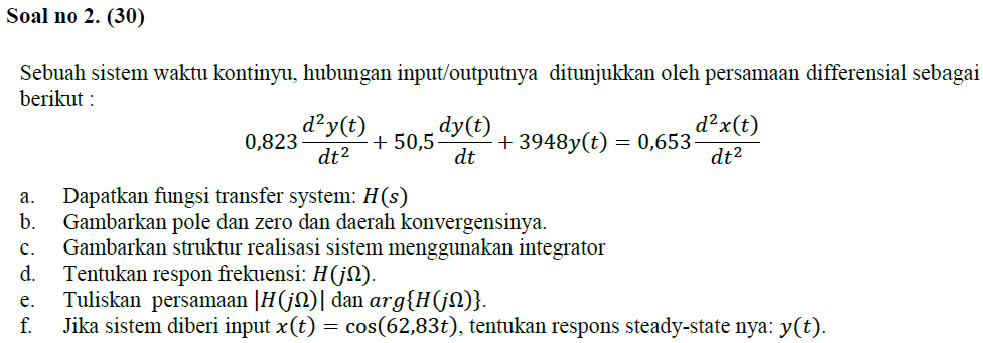 Soal no 2. (30)
Sebuah sistem waktu kontinyu, hubungan input/outputnya ditunjukkan oleh persamaan differensial sebagai
berikut :
0,823 d²y(t)/dt² + 50,5 dy(t)/dt + 3948y(t) = 0,653 d²x(t)/dt²
a. Dapatkan fungsi transfer system: H(s)
b. Gambarkan pole dan zero dan daerah konvergensinya.
c. Gambarkan struktur realisasi sistem menggunakan integrator
d. Tentukan respon frekuensi: H(jΩ).
e. Tuliskan persamaan |H(jΩ)| dan arg{H(jΩ)}.
f. Jika sistem diberi input x(t) = cos(62,83t), tentukan respons steady-state nya: y(t).